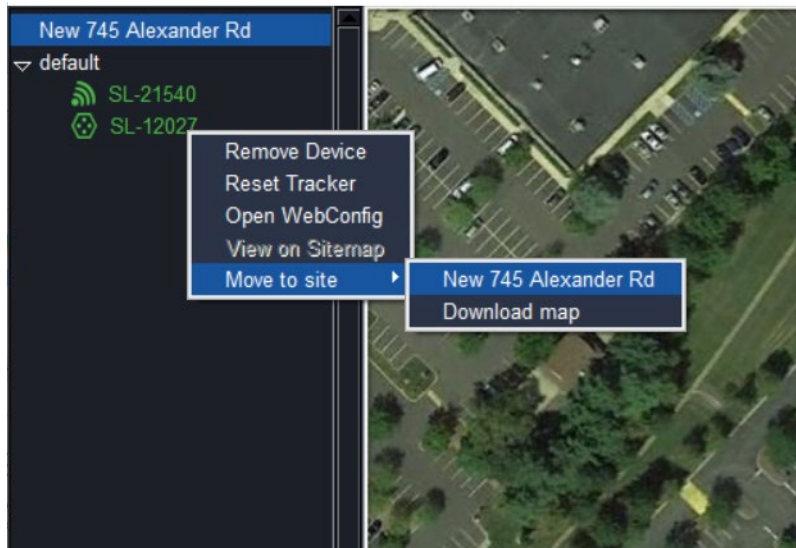 New 745 Alexander Rd
default
SL-21540
SL-12027
Remove Device
Reset Tracker
Open WebConfig
View on Sitemap
Move to site
New 745 Alexander Rd
Download map